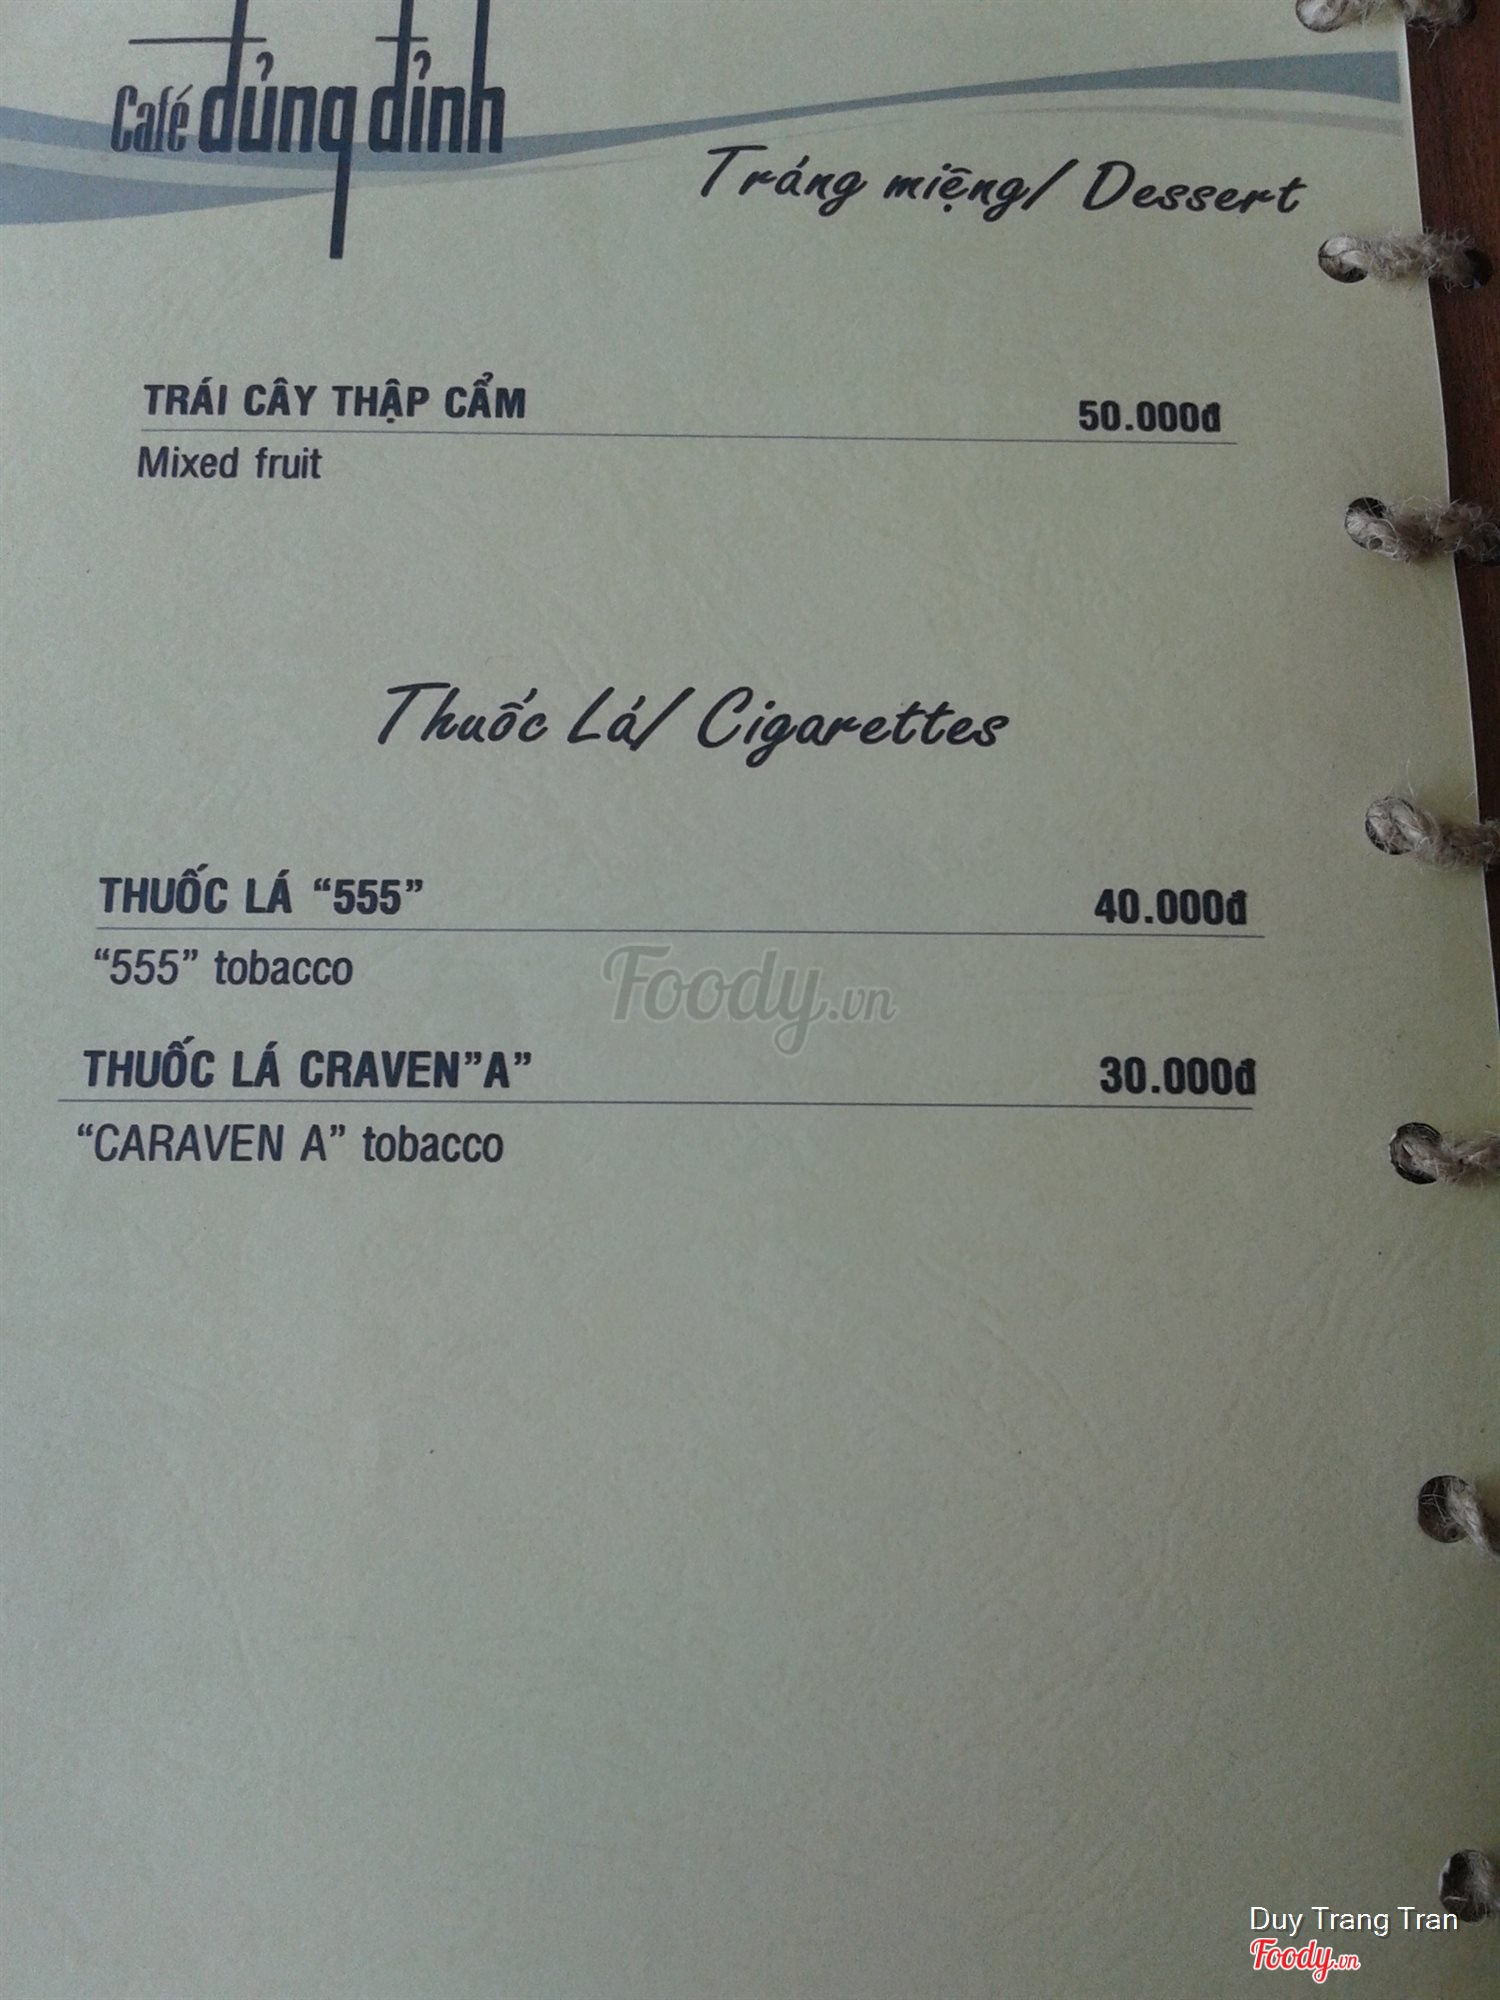 Café đủng đỉnh
Tráng miệng/ Dessert
TRÁI CÂY THẬP CẨM 50.000đ
Mixed fruit
Thuốc Lá/ Cigarettes
THUỐC LÁ “555” 40.000đ
“555” tobacco
Foody.vn
THUỐC LÁ CRAVEN”A” 30.000đ
“CARAVEN A” tobacco
Duy Trang Tran
Foody.vn